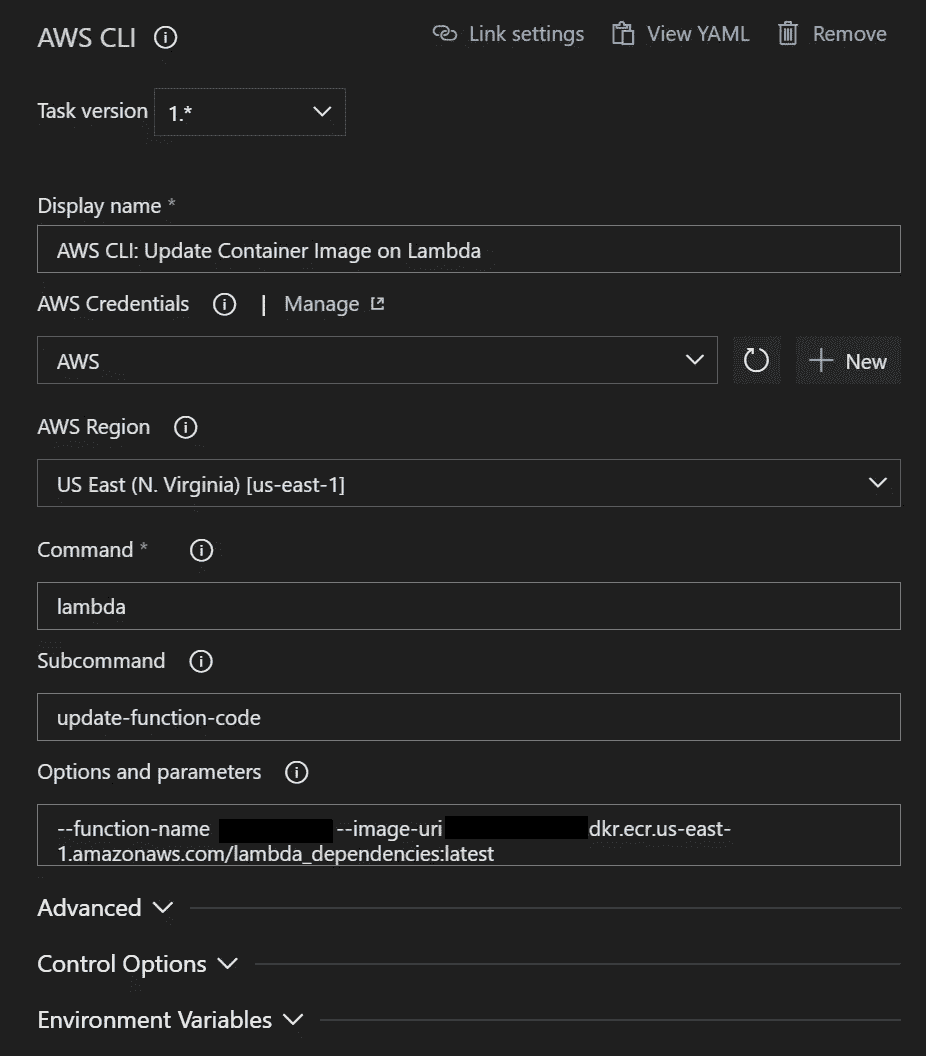 AWS CLI Link settings View YAML Remove
Task version 1.*
Display name *
AWS CLI: Update Container Image on Lambda
AWS Credentials | Manage
AWS New
AWS Region
US East (N. Virginia) [us-east-1]
Command *
lambda
Subcommand
update-function-code
Options and parameters
--function-name --image-uri dkr.ecr.us-east-
1.amazonaws.com/lambda_dependencies:latest
Advanced
Control Options
Environment Variables